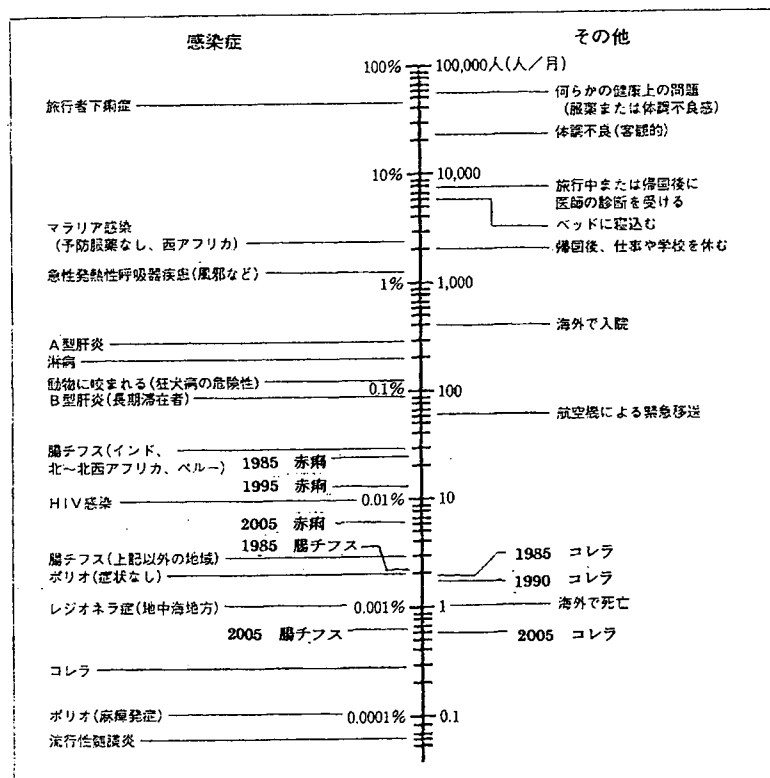 感染症
その他
100%
100,000人(人/月)
何らかの健康上の問題
(服薬または体調不良感)
旅行者下痢症
体調不良(客観的)
10%
10,000
旅行中または帰国後に
医師の診断を受ける
ベッドに寝込む
マラリア感染
(予防服薬なし、西アフリカ)
帰国後、仕事や学校を休む
急性発熱性呼吸器疾患(風邪など)
1%
1,000
海外で入院
A型肝炎
淋病
動物に咬まれる(狂犬病の危険性)
0.1%
100
B型肝炎(長期滞在者)
航空機による緊急移送
腸チフス(インド、
北〜北西アフリカ、ペルー)
1985 赤痢
1995 赤痢
HIV感染
0.01%
10
2005 赤痢
1985 腸チフス
腸チフス(上記以外の地域)
1985 コレラ
ポリオ(症状なし)
1990 コレラ
レジオネラ症(地中海地方)
0.001%
1
海外で死亡
2005 腸チフス
2005 コレラ
コレラ
ポリオ(麻痺発症)
0.0001%
0.1
流行性髄膜炎